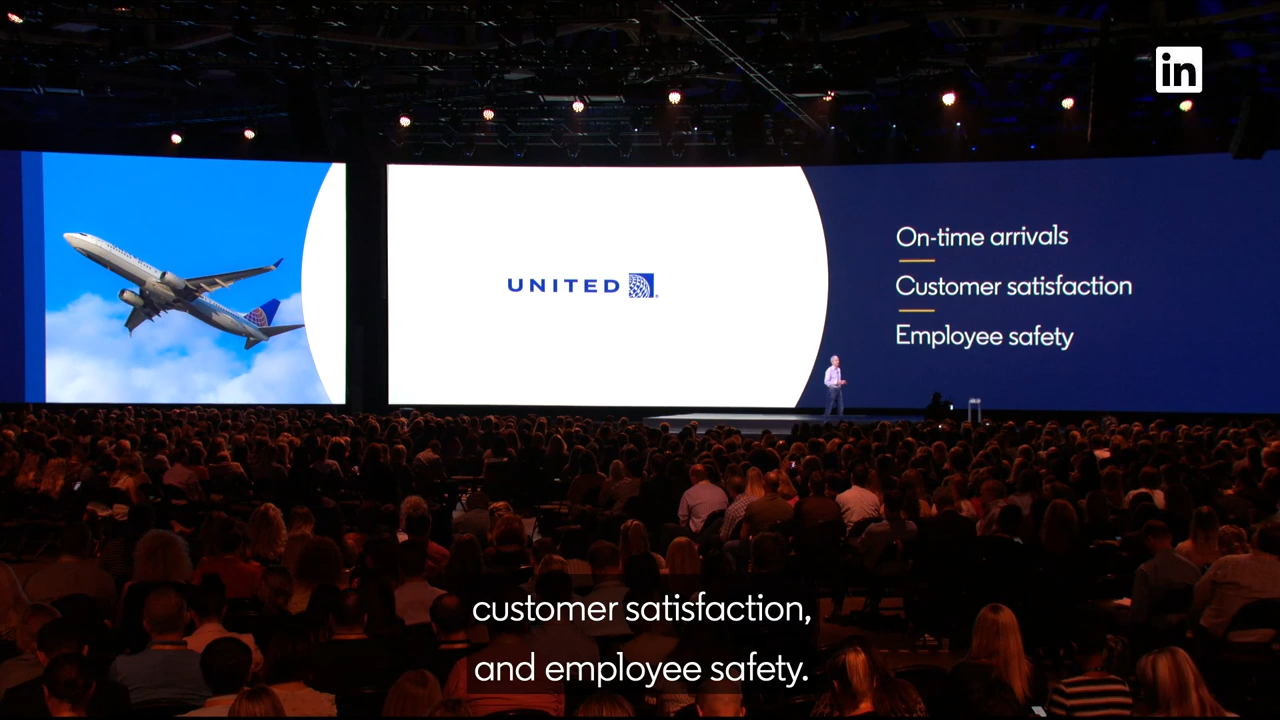 in
UNITED
On-time arrivals
Customer satisfaction
Employee safety
customer satisfaction,
and employee safety.